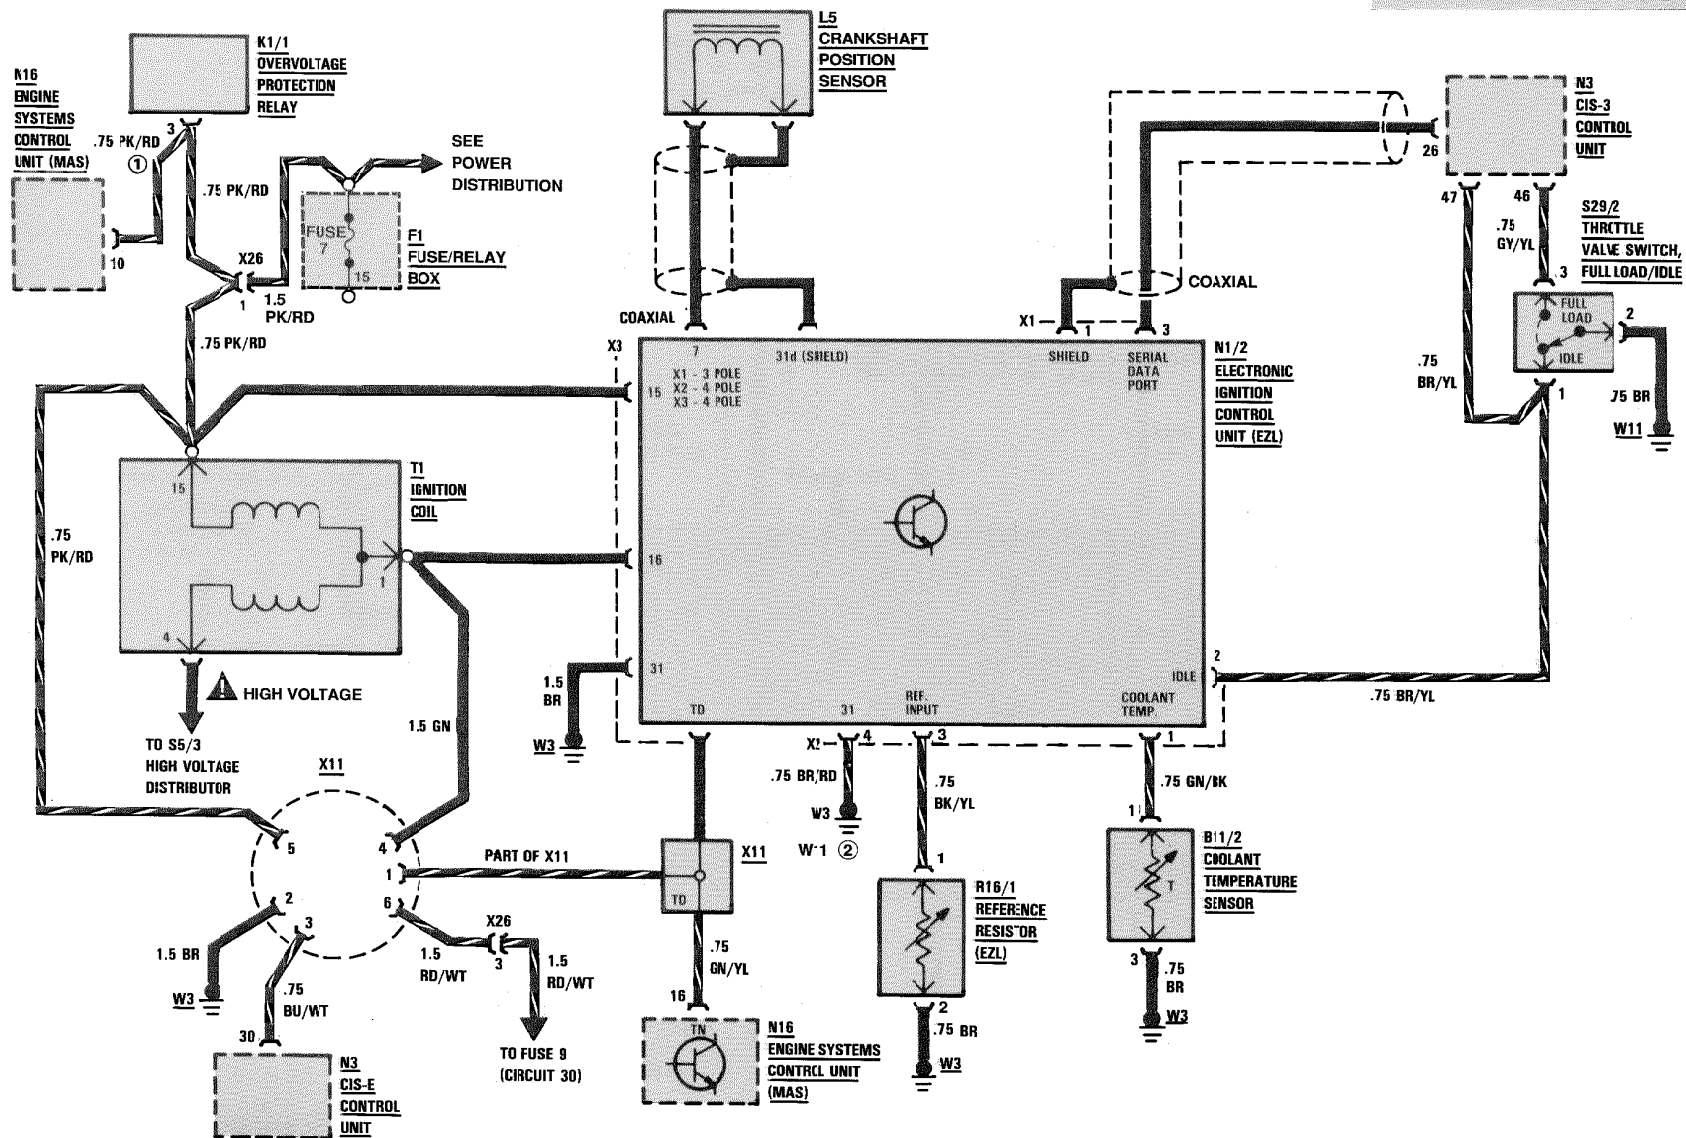 K1/1
OVERVOLTAGE
PROTECTION
RELAY
N16
ENGINE
SYSTEMS
CONTROL
UNIT (MAS)
3
.75 PK/RD
①
.75 PK/RD
10
X26
1
1.5
PK/RD
SEE
POWER
DISTRIBUTION
FUSE
7
15
F1
FUSE/RELAY
BOX
.75 PK/RD
L5
CRANKSHAFT
POSITION
SENSOR
COAXIAL
COAXIAL
N3
CIS-3
CONTROL
UNIT
26
47
46
.75
GY/YL
S29/2
THROTTLE
VALVE SWITCH,
FULL LOAD/IDLE
3
FULL
LOAD
IDLE
2
1
.75
BR/YL
.75 BR
W11
X3
7
31d (SHIELD)
X1
1
3
SHIELD
SERIAL
DATA
PORT
X1 - 3 POLE
X2 - 4 POLE
X3 - 4 POLE
15
16
31
N1/2
ELECTRONIC
IGNITION
CONTROL
UNIT (EZL)
T1
IGNITION
COIL
15
1
4
.75
PK/RD
HIGH VOLTAGE
TO S5/3
HIGH VOLTAGE
DISTRIBUTOR
1.5 GN
1.5
BR
W3
TD
31
REF.
INPUT
COOLANT
TEMP.
IDLE
2
.75 BR/YL
X2
4
3
1
.75 BR/RD
W3
②
.75
BK/YL
.75 GN/BK
1
1
X11
5
4
1
2
3
6
PART OF X11
X11
TD
1.5 BR
W3
.75
BU/WT
30
N3
CIS-E
CONTROL
UNIT
1.5
RD/WT
X26
3
1.5
RD/WT
TO FUSE 9
(CIRCUIT 30)
.75
GN/YL
16
TN
N16
ENGINE SYSTEMS
CONTROL UNIT
(MAS)
R16/1
REFERENCE
RESISTOR
(EZL)
2
.75 BR
W3
B11/2
COOLANT
TEMPERATURE
SENSOR
T
3
.75
BR
W3